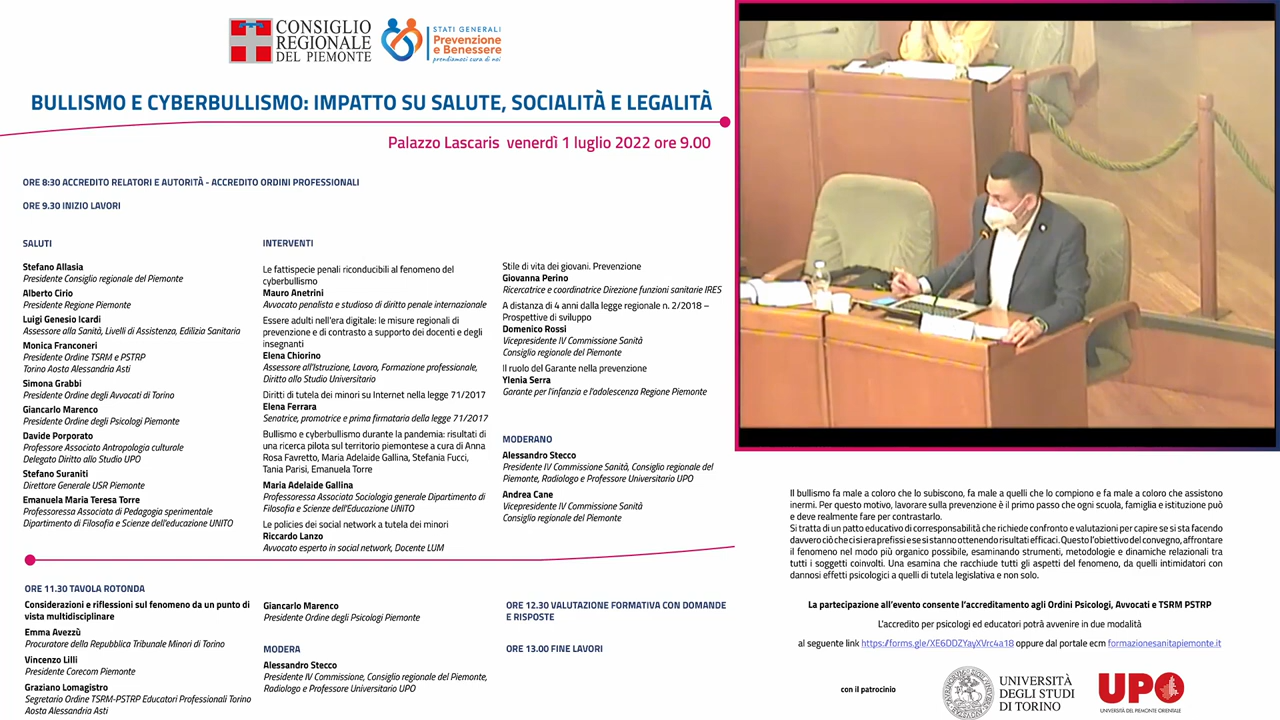 CONSIGLIO
REGIONALE
DEL PIEMONTE
STATI GENERALI
Prevenzione
e Benessere
prendiamoci cura di noi
BULLISMO E CYBERBULLISMO: IMPATTO SU SALUTE, SOCIALITÀ E LEGALITÀ
Palazzo Lascaris venerdì 1 luglio 2022 ore 9.00
ORE 8:30 ACCREDITO RELATORI E AUTORITÀ - ACCREDITO ORDINI PROFESSIONALI
ORE 9.30 INIZIO LAVORI
SALUTI
Stefano Allasia
Presidente Consiglio regionale del Piemonte
Alberto Cirio
Presidente Regione Piemonte
Luigi Genesio Icardi
Assessore alla Sanità, Livelli di Assistenza, Edilizia Sanitaria
Monica Franconeri
Presidente Ordine TSRM e PSTRP
Torino Aosta Alessandria Asti
Simona Grabbi
Presidente Ordine degli Avvocati di Torino
Giancarlo Marenco
Presidente Ordine degli Psicologi Piemonte
Davide Porporato
Professore Associato Antropologia culturale
Delegato Diritto allo Studio UPO
Stefano Suraniti
Direttore Generale USR Piemonte
Emanuela Maria Teresa Torre
Professoressa Associata di Pedagogia sperimentale
Dipartimento di Filosofia e Scienze dell'educazione UNITO
INTERVENTI
Le fattispecie penali riconducibili al fenomeno del
cyberbullismo
Mauro Anetrini
Avvocato penalista e studioso di diritto penale internazionale
Essere adulti nell'era digitale: le misure regionali di
prevenzione e di contrasto a supporto dei docenti e degli
insegnanti
Elena Chiorino
Assessore all'Istruzione, Lavoro, Formazione professionale,
Diritto allo Studio Universitario
Diritti di tutela dei minori su Internet nella legge 71/2017
Elena Ferrara
Senatrice, promotrice e prima firmataria della legge 71/2017
Bullismo e cyberbullismo durante la pandemia: risultati di
una ricerca pilota sul territorio piemontese a cura di Anna
Rosa Favretto, Maria Adelaide Gallina, Stefania Fucci,
Tania Parisi, Emanuela Torre
Maria Adelaide Gallina
Professoressa Associata Sociologia generale Dipartimento di
Filosofia e Scienze dell'Educazione UNITO
Le policies dei social network a tutela dei minori
Riccardo Lanzo
Avvocato esperto in social network, Docente LUM
Stile di vita dei giovani. Prevenzione
Giovanna Perino
Ricercatrice e coordinatrice Direzione funzioni sanitarie IRES
A distanza di 4 anni dalla legge regionale n. 2/2018 –
Prospettive di sviluppo
Domenico Rossi
Vicepresidente IV Commissione Sanità
Consiglio regionale del Piemonte
Il ruolo del Garante nella prevenzione
Ylenia Serra
Garante per l'infanzia e l'adolescenza Regione Piemonte
MODERANO
Alessandro Stecco
Presidente IV Commissione Sanità, Consiglio regionale del
Piemonte, Radiologo e Professore Universitario UPO
Andrea Cane
Vicepresidente IV Commissione Sanità
Consiglio regionale del Piemonte
ORE 11.30 TAVOLA ROTONDA
Considerazioni e riflessioni sul fenomeno da un punto di
vista multidisciplinare
Emma Avezzù
Procuratore della Repubblica Tribunale Minori di Torino
Vincenzo Lilli
Presidente Corecom Piemonte
Graziano Lomagistro
Segretario Ordine TSRM-PSTRP Educatori Professionali Torino
Aosta Alessandria Asti
Giancarlo Marenco
Presidente Ordine degli Psicologi Piemonte
MODERA
Alessandro Stecco
Presidente IV Commissione, Consiglio regionale del Piemonte,
Radiologo e Professore Universitario UPO
ORE 12.30 VALUTAZIONE FORMATIVA CON DOMANDE
E RISPOSTE
ORE 13.00 FINE LAVORI
Il bullismo fa male a coloro che lo subiscono, fa male a quelli che lo compiono e fa male a coloro che assistono
inermi. Per questo motivo, lavorare sulla prevenzione è il primo passo che ogni scuola, famiglia e istituzione può
e deve realmente fare per contrastarlo.
Si tratta di un patto educativo di corresponsabilità che richiede confronto e valutazioni per capire se si sta facendo
davvero ciò che ci si era prefissi e se si stanno ottenendo risultati efficaci. Questo l'obiettivo del convegno, affrontare
il fenomeno nel modo più organico possibile, esaminando strumenti, metodologie e dinamiche relazionali tra
tutti i soggetti coinvolti. Una esamina che racchiude tutti gli aspetti del fenomeno, da quelli intimidatori con
dannosi effetti psicologici a quelli di tutela legislativa e non solo.
La partecipazione all'evento consente l'accreditamento agli Ordini Psicologi, Avvocati e TSRM PSTRP
L'accredito per psicologi ed educatori potrà avvenire in due modalità
al seguente link https://forms.gle/XE6DDZYayXVrc4a18 oppure dal portale ecm formazionesanitapiemonte.it
con il patrocinio
UNIVERSITÀ
DEGLI STUDI
DI TORINO
UPO
UNIVERSITÀ DEL PIEMONTE ORIENTALE